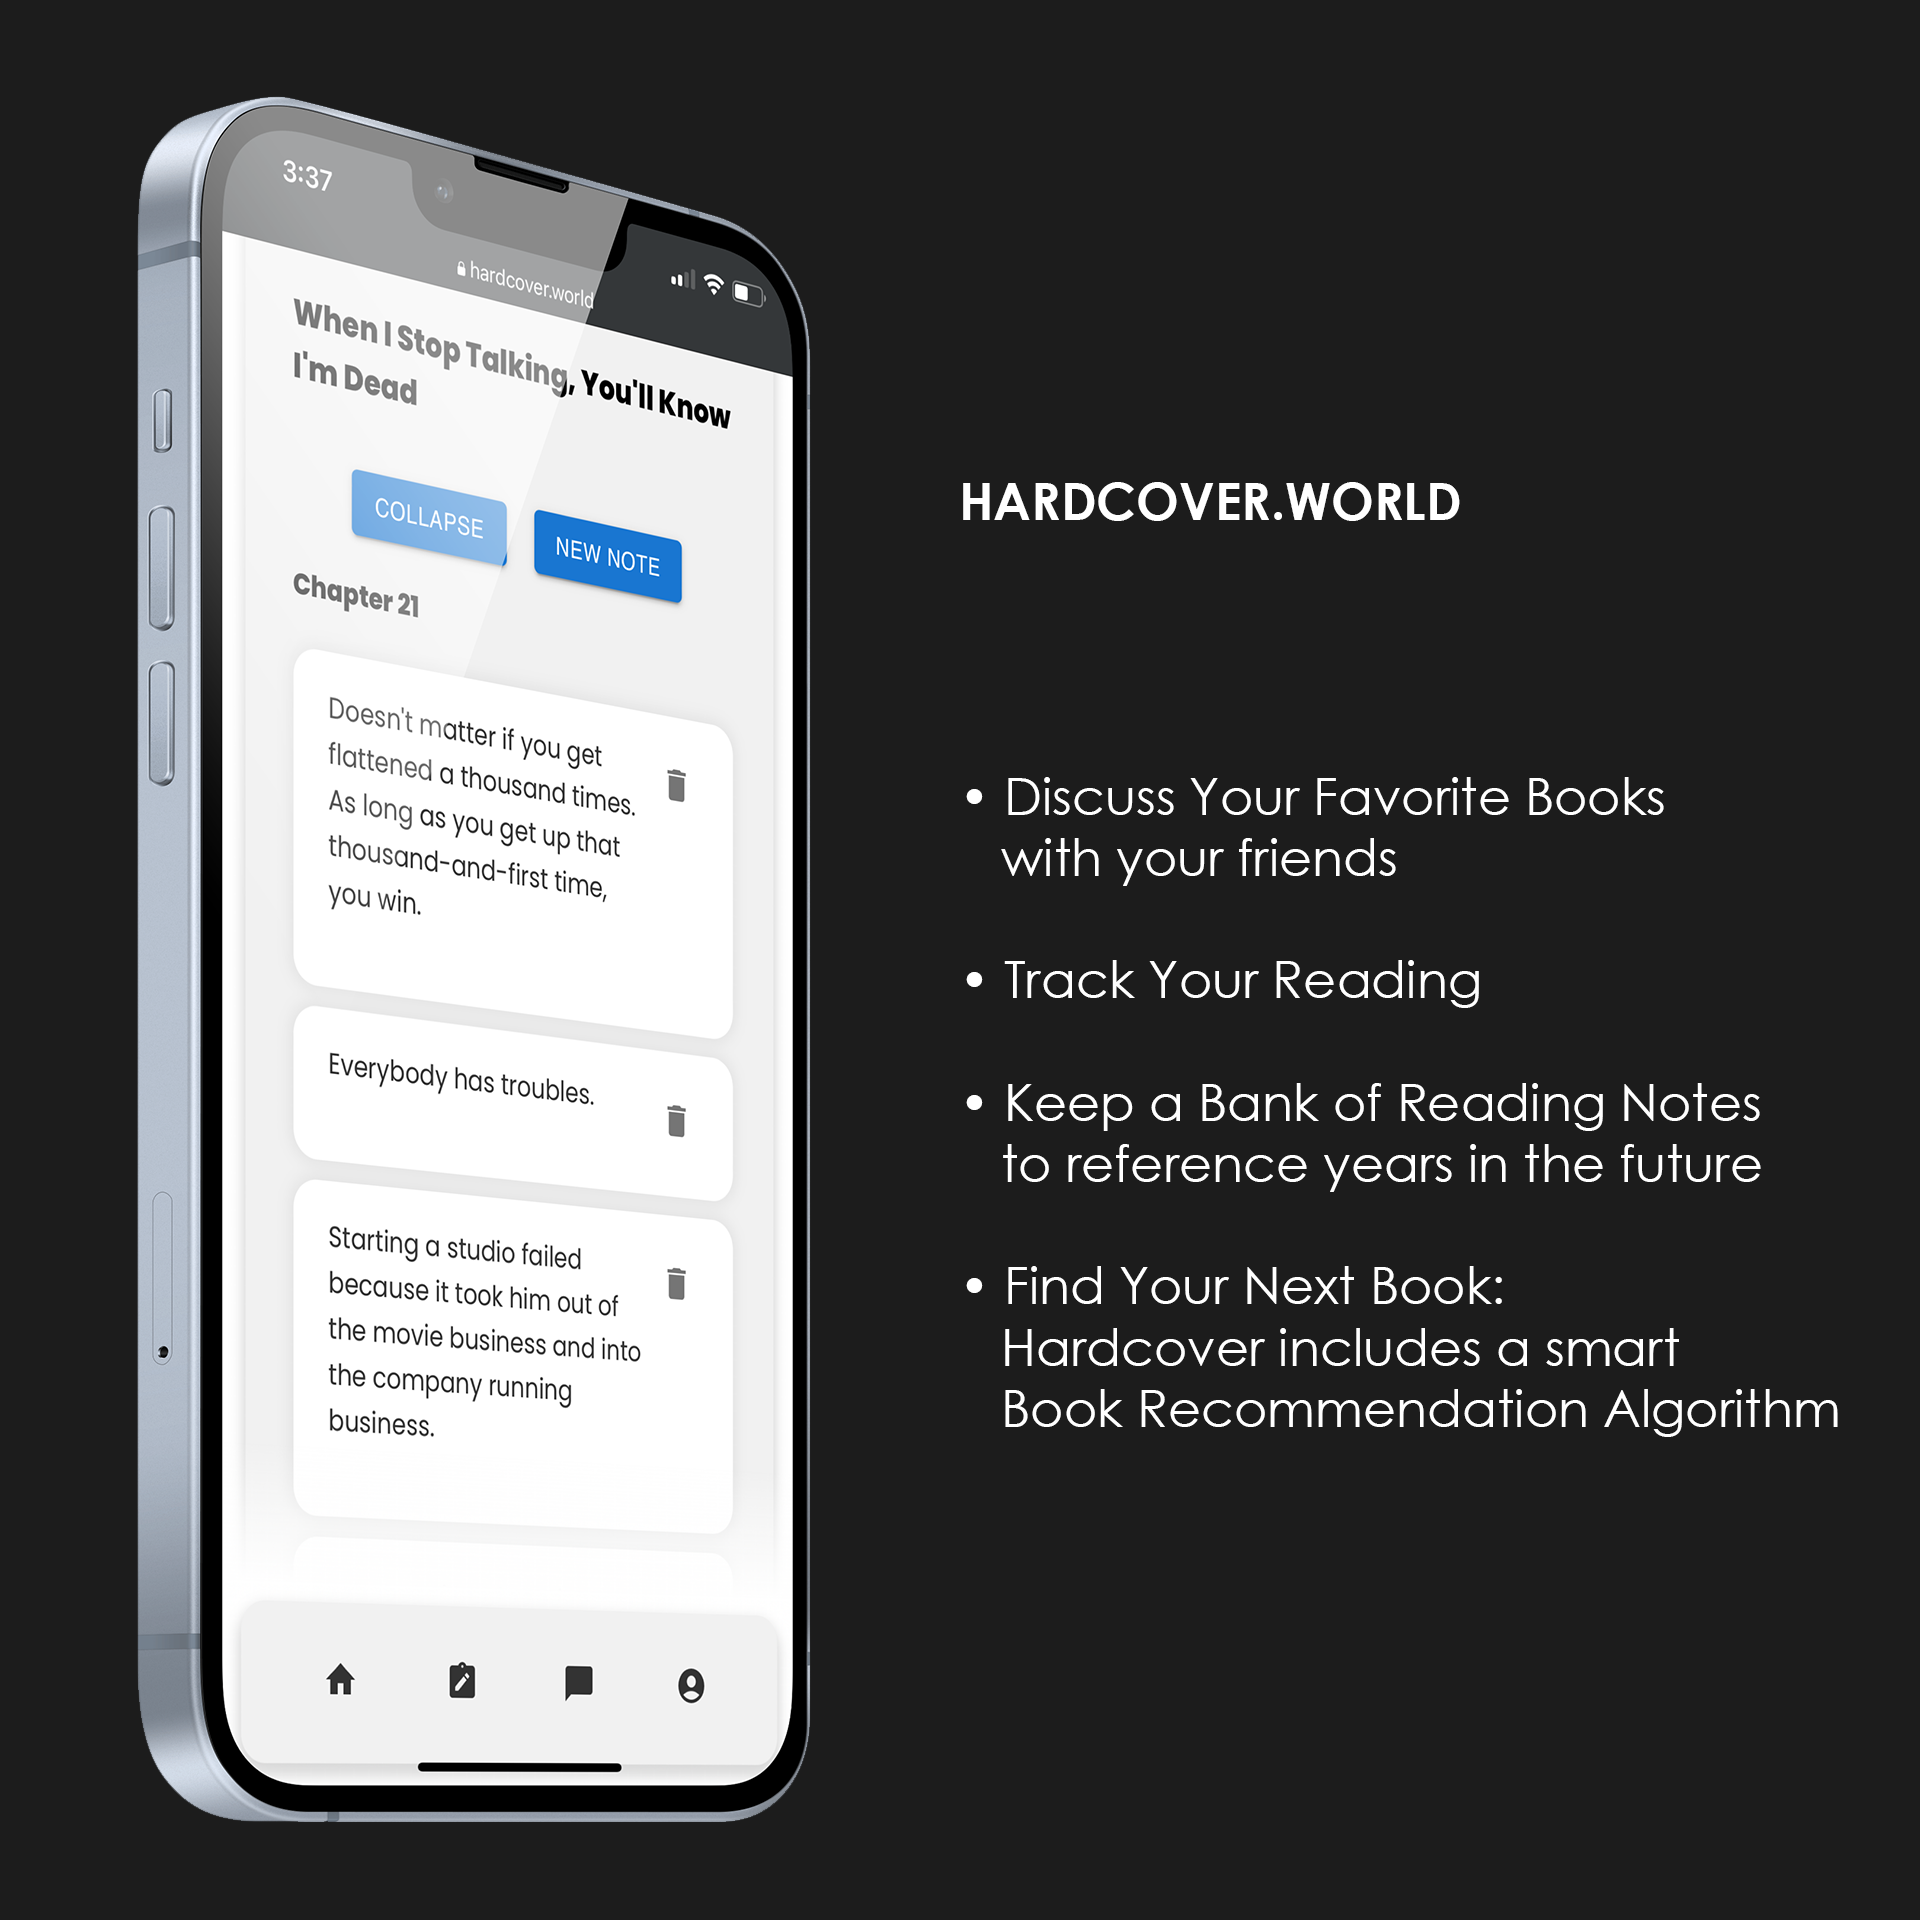 3:37
hardcover.world
When I Stop Talking, You'll Know
I'm Dead
COLLAPSE
NEW NOTE
Chapter 21
Doesn't matter if you get
flattened a thousand times.
As long as you get up that
thousand-and-first time,
you win.
Everybody has troubles.
Starting a studio failed
because it took him out of
the movie business and into
the company running
business.
HARDCOVER.WORLD
• Discuss Your Favorite Books
with your friends
• Track Your Reading
• Keep a Bank of Reading Notes
to reference years in the future
• Find Your Next Book:
Hardcover includes a smart
Book Recommendation Algorithm